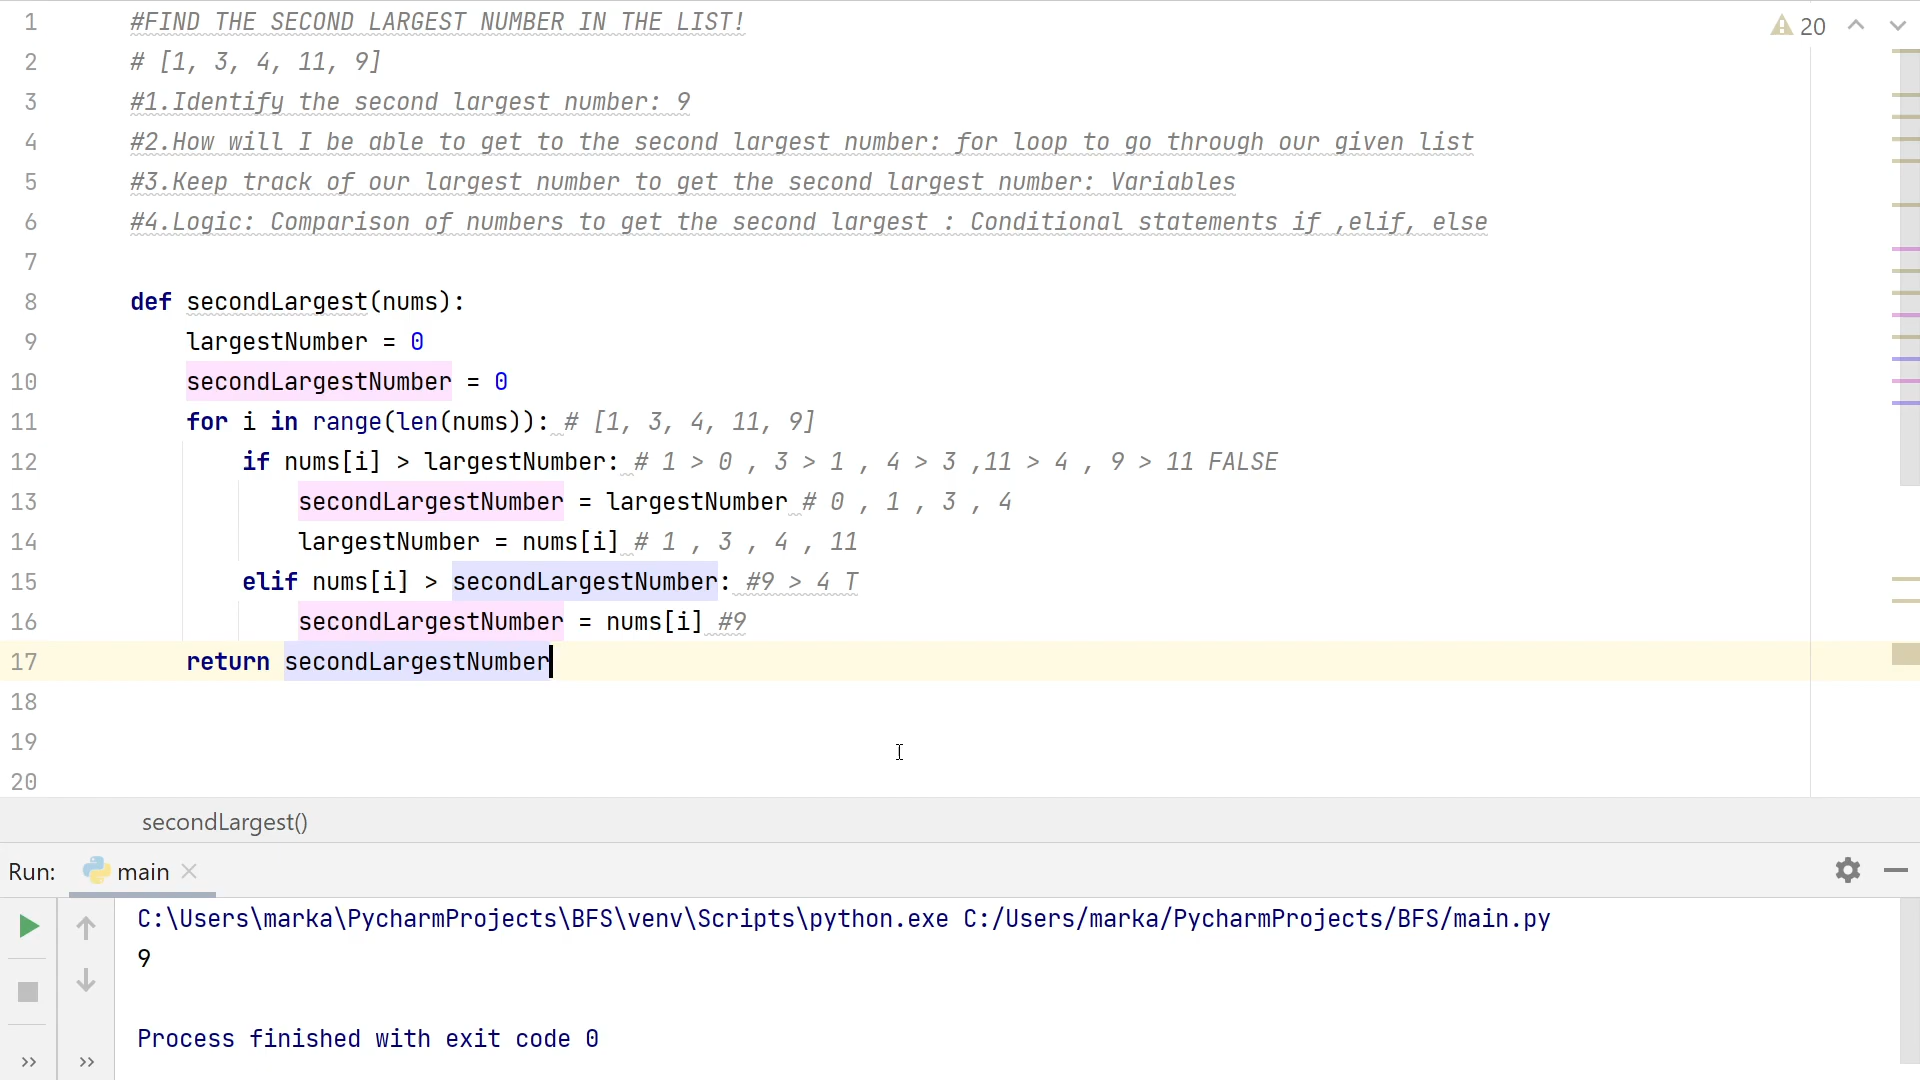 1 #FIND THE SECOND LARGEST NUMBER IN THE LIST!
20
2 # [1, 3, 4, 11, 9]
3 #1.Identify the second largest number: 9
4 #2.How will I be able to get to the second largest number: for loop to go through our given list
5 #3.Keep track of our largest number to get the second largest number: Variables
6 #4.Logic: Comparison of numbers to get the second largest : Conditional statements if ,elif, else
7
8 def secondLargest(nums):
9 largestNumber = 0
10 secondLargestNumber = 0
11 for i in range(len(nums)): # [1, 3, 4, 11, 9]
12 if nums[i] > largestNumber: # 1 > 0 , 3 > 1 , 4 > 3 ,11 > 4 , 9 > 11 FALSE
13 secondLargestNumber = largestNumber # 0 , 1 , 3 , 4
14 largestNumber = nums[i] # 1 , 3 , 4 , 11
15 elif nums[i] > secondLargestNumber: #9 > 4 T
16 secondLargestNumber = nums[i] #9
17 return secondLargestNumber
18
19
20
secondLargest()
Run: main
C:\Users\marka\PycharmProjects\BFS\venv\Scripts\python.exe C:/Users/marka/PycharmProjects/BFS/main.py
9
Process finished with exit code 0